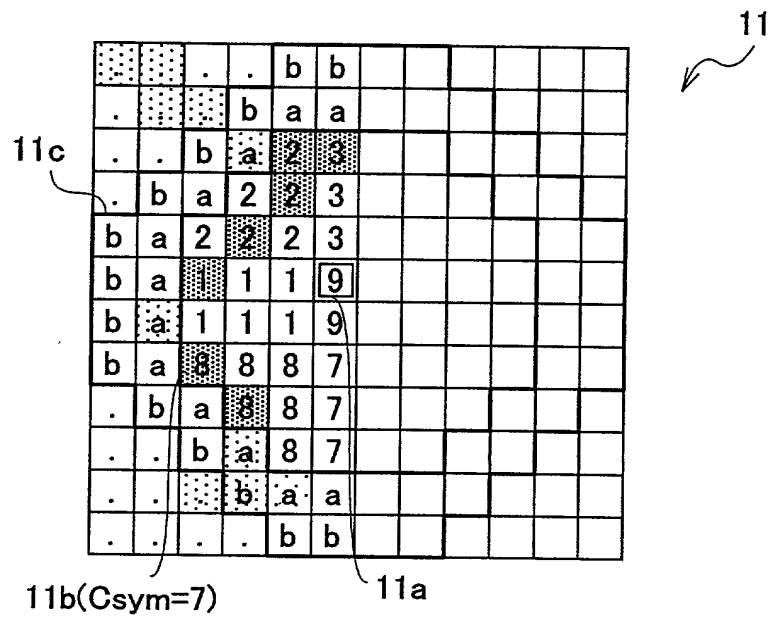 11
. . . . b b
. . . b a a
11c
. . b a 2 3
. b a 2 2 3
b a 2 2 2 3
b a 1 1 1 9
b a 1 1 1 9
b a 8 8 8 7
. b a 8 8 7
. . b a 8 7
. . . b a a
. . . . b b
11b(Csym=7)
11a